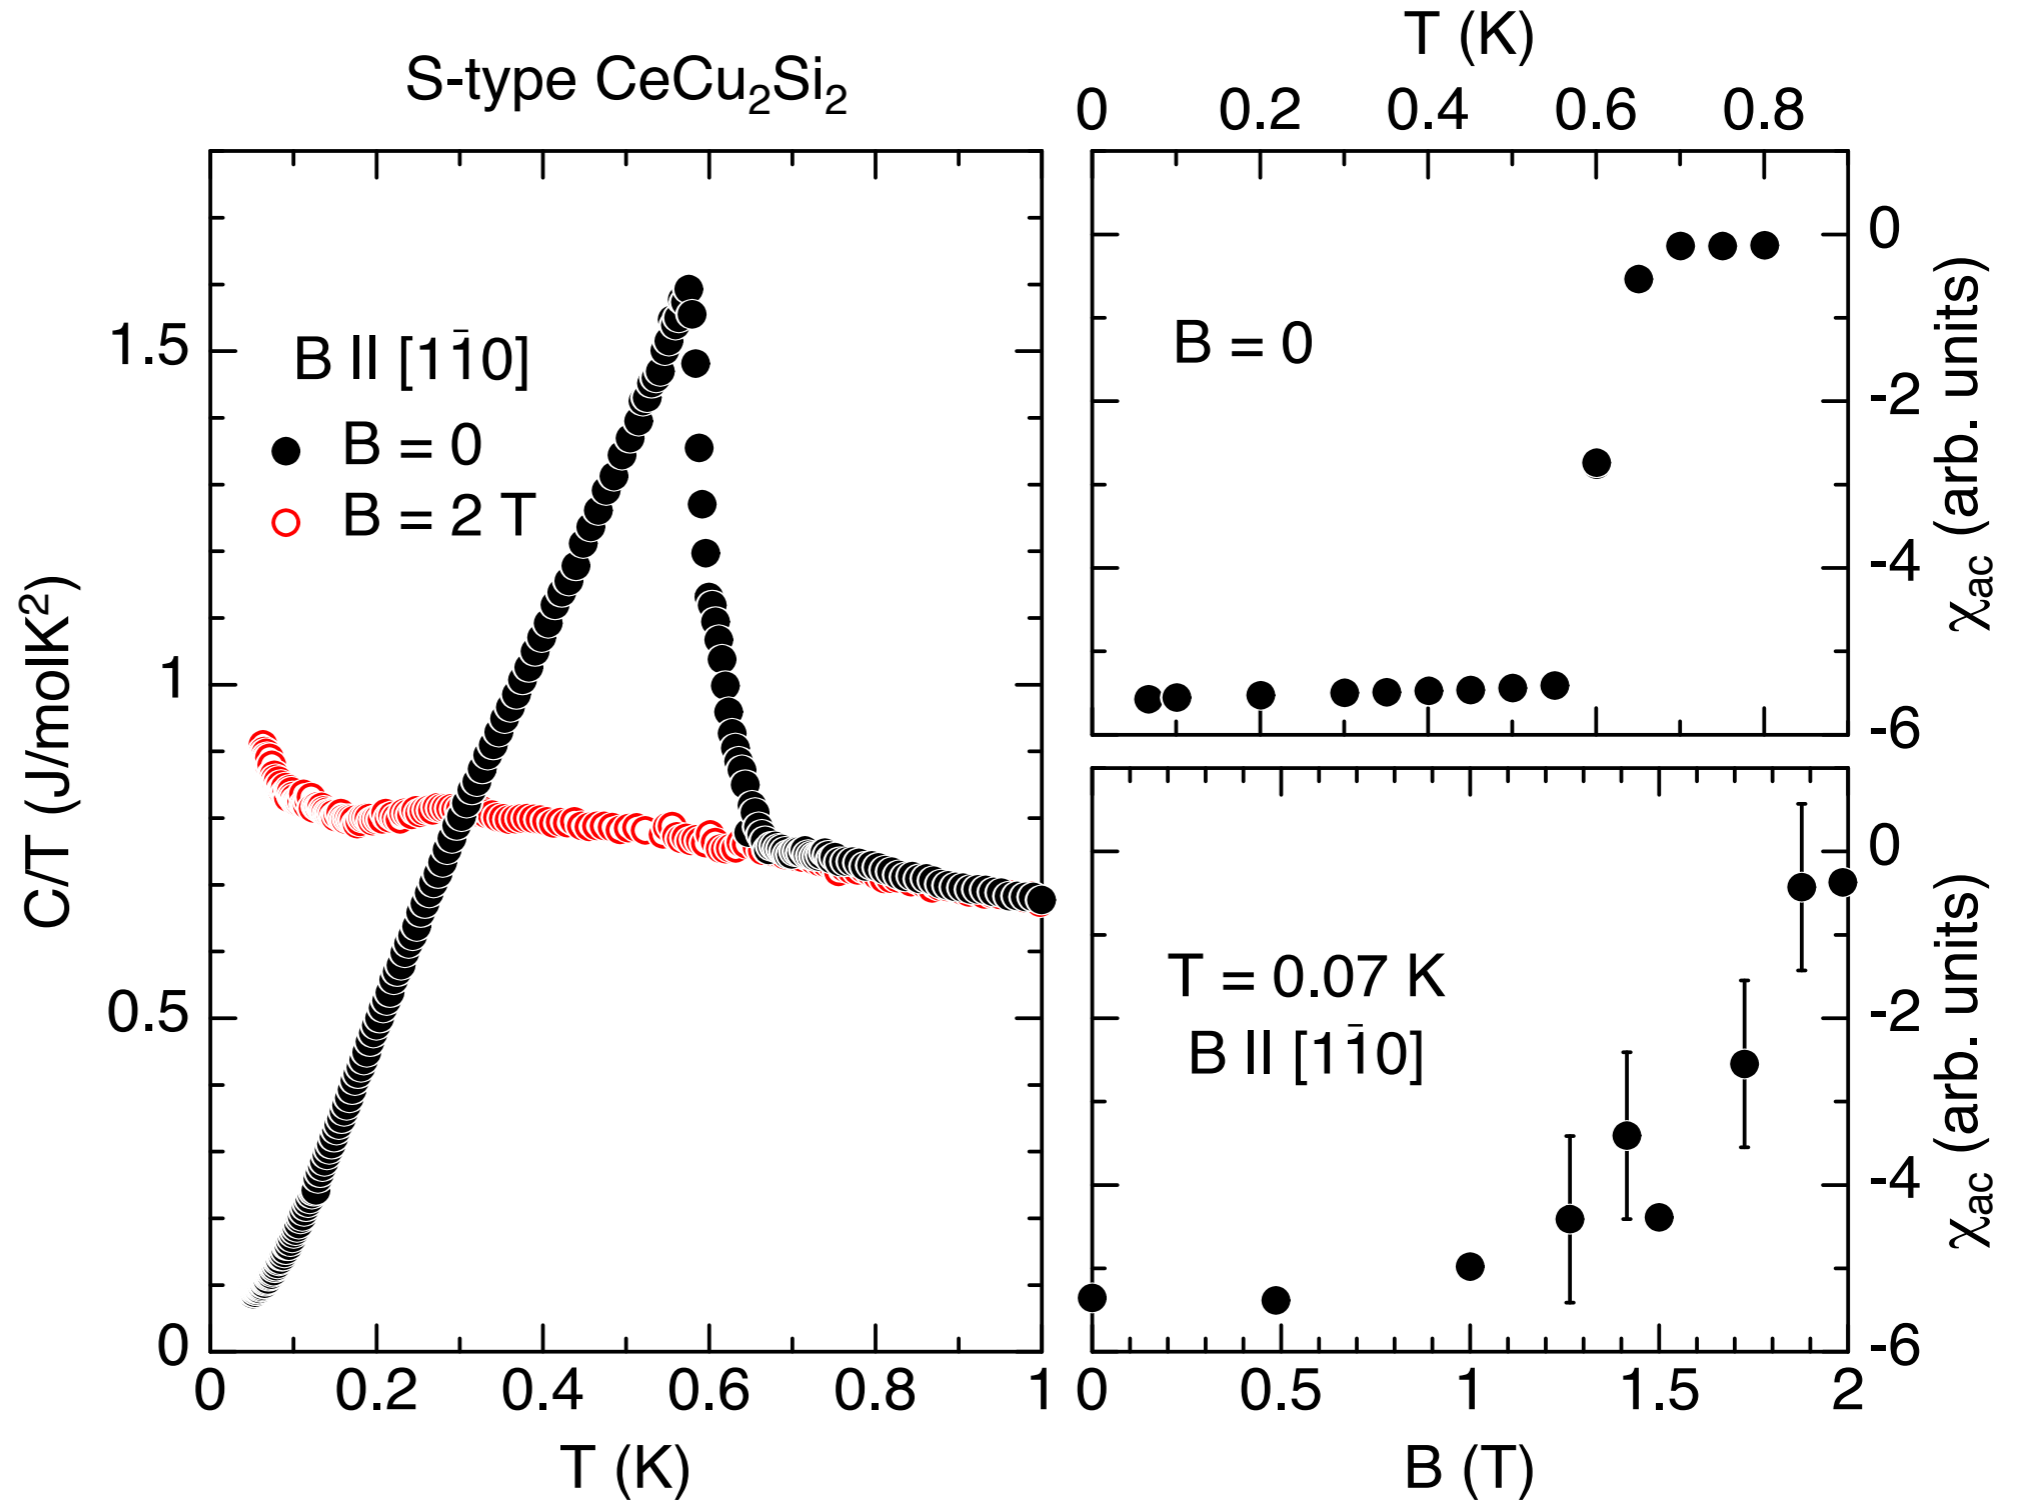 S-type CeCu₂Si₂
B II [11̄0]
B = 0
B = 2 T
1.5
1
0.5
0
C/T (J/molK²)
0 0.2 0.4 0.6 0.8 1
T (K)
T (K)
0 0.2 0.4 0.6 0.8
B = 0
0
-2
-4
-6
χac (arb. units)
T = 0.07 K
B II [11̄0]
0
-2
-4
-6
χac (arb. units)
0 0.5 1 1.5 2
B (T)